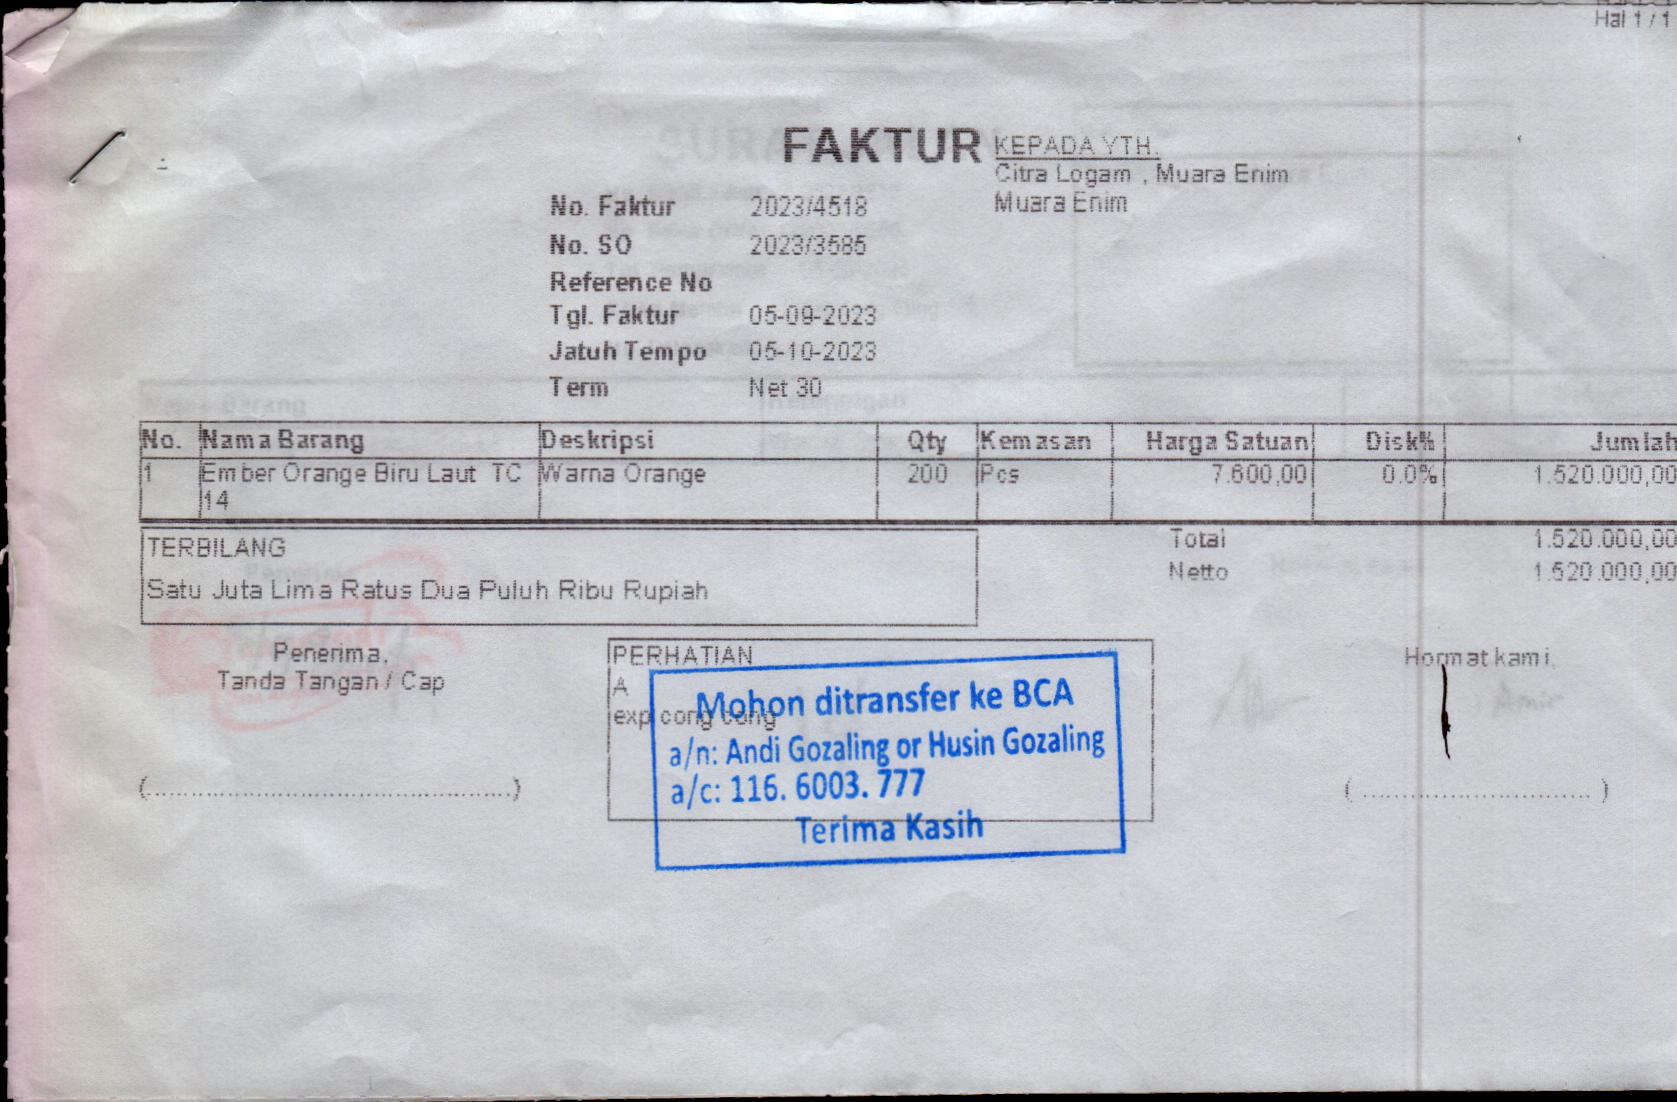 Hal 1 / 1
FAKTUR
KEPADA YTH.
Citra Logam , Muara Enim
Muara Enim
No. Faktur 2023/4518
No. SO 2023/3585
Reference No
Tgl. Faktur 05-09-2023
Jatuh Tempo 05-10-2023
Term Net 30
No. Nama Barang Deskripsi Qty Kemasan Harga Satuan Disk% Jumlah
1 Ember Orange Biru Laut TC Warna Orange 200 Pcs 7.600,00 0.0% 1.520.000,00
14
TERBILANG
Satu Juta Lima Ratus Dua Puluh Ribu Rupiah
Total 1.520.000,00
Netto 1.520.000,00
Penerima,
Tanda Tangan / Cap
(..............................................)
PERHATIAN
A
exp cong cong
Mohon ditransfer ke BCA
a/n: Andi Gozaling or Husin Gozaling
a/c: 116. 6003. 777
Terima Kasih
Hormat kami,
( ............................. )